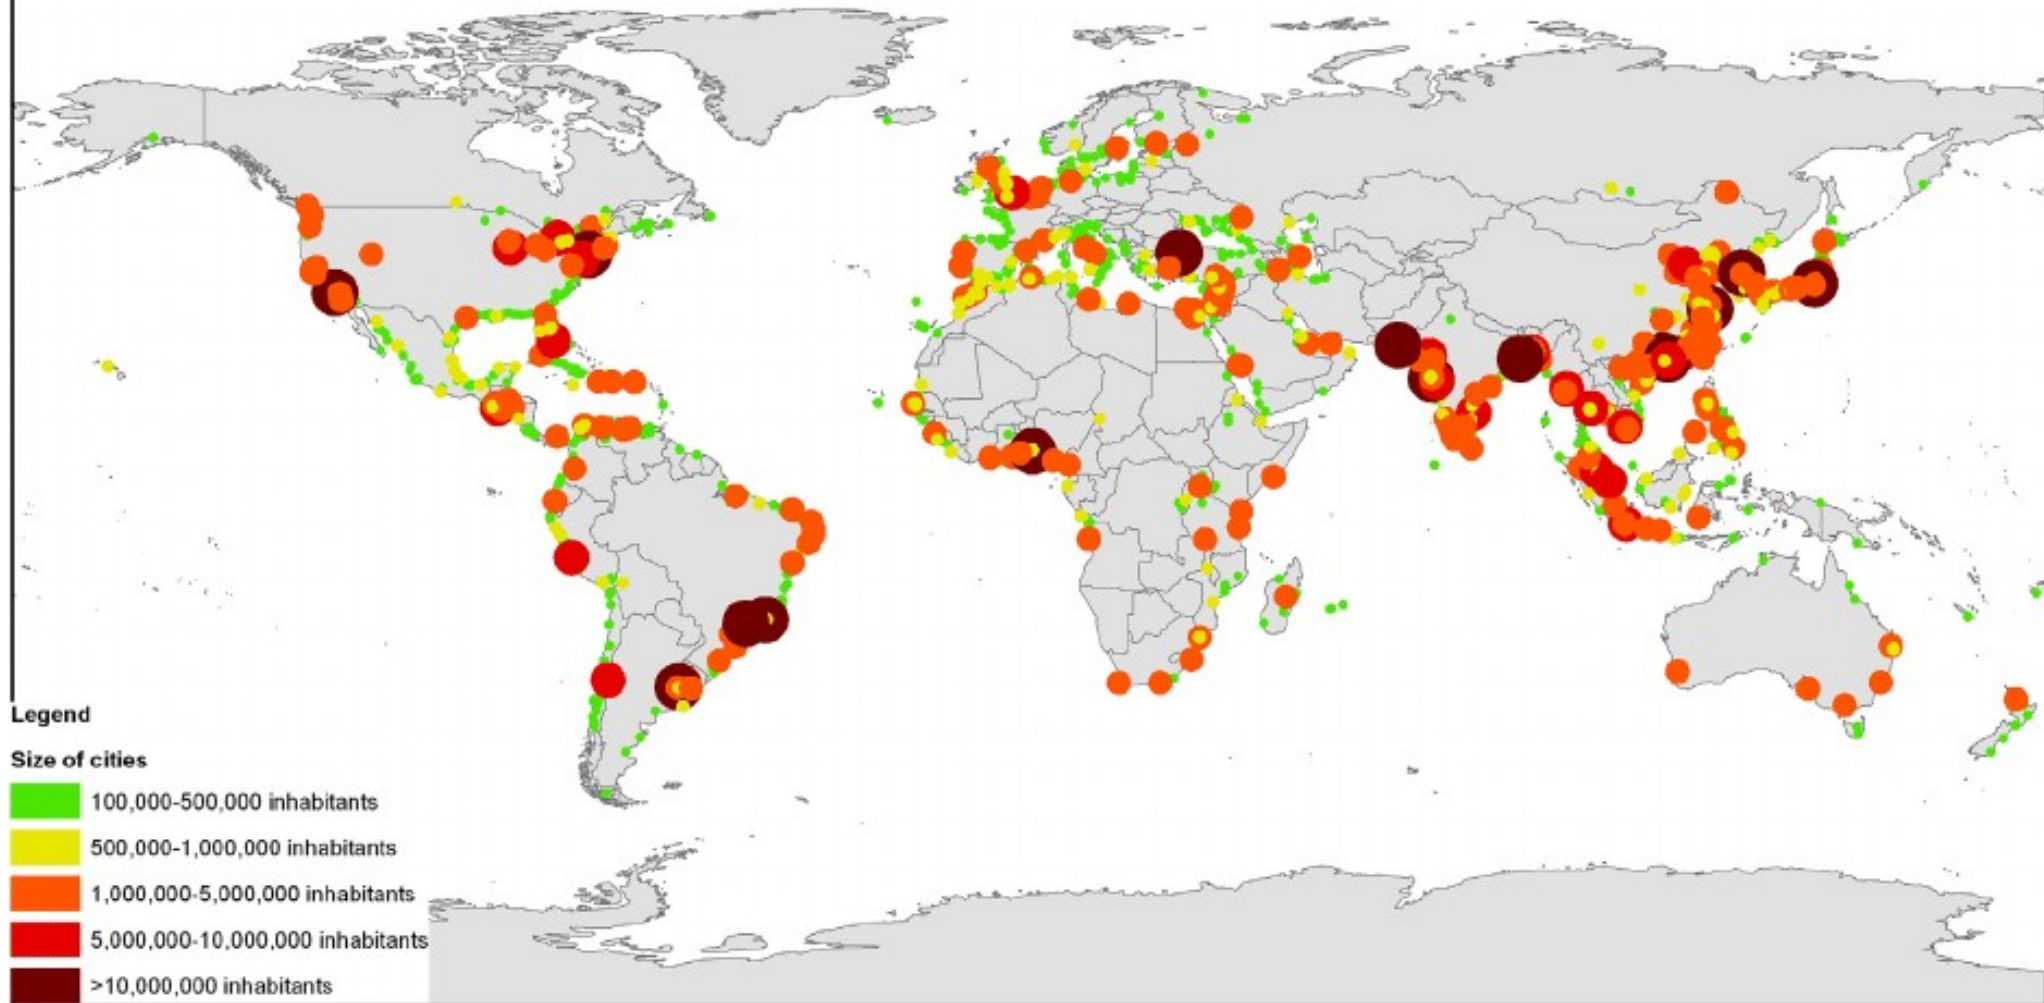 Legend
Size of cities
100,000-500,000 inhabitants
500,000-1,000,000 inhabitants
1,000,000-5,000,000 inhabitants
5,000,000-10,000,000 inhabitants
>10,000,000 inhabitants